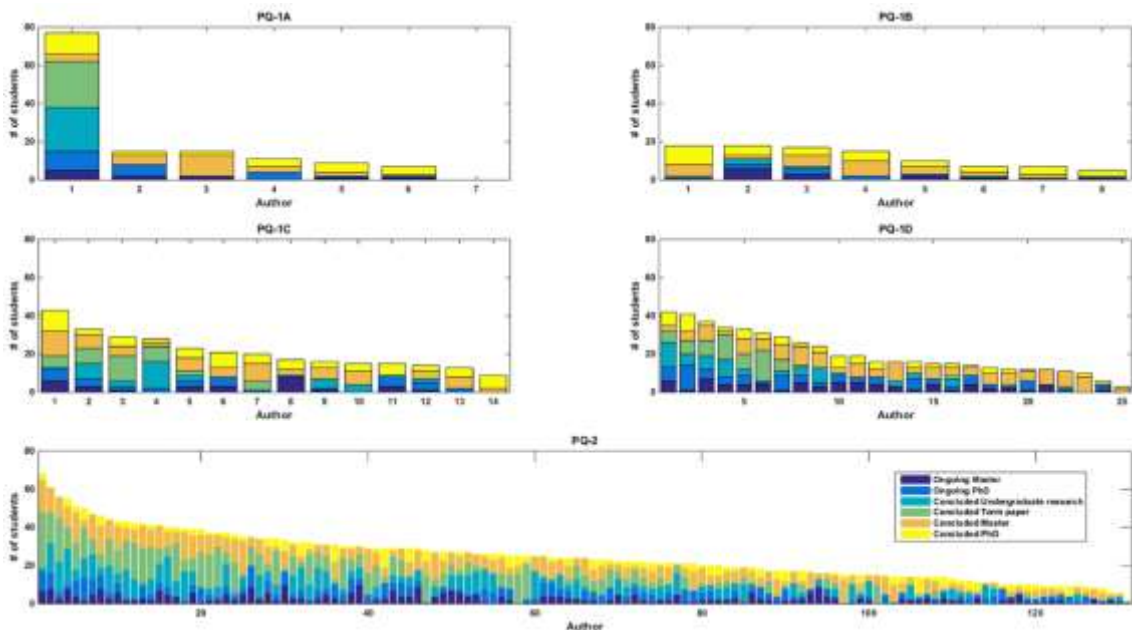 PQ-1A
80
60
40
20
0
# of students
1 2 3 4 5 6 7
Author
PQ-1B
80
60
40
20
0
# of students
1 2 3 4 5 6 7 8
Author
PQ-1C
80
60
40
20
0
# of students
1 2 3 4 5 6 7 8 9 10 11 12 13 14
Author
PQ-1D
80
60
40
20
0
# of students
5 10 15 20 25
Author
PQ-2
80
60
40
20
0
# of students
20 40 60 80 100 120
Author
Ongoing Master
Ongoing PhD
Concluded Undergraduate research
Concluded Term paper
Concluded Master
Concluded PhD